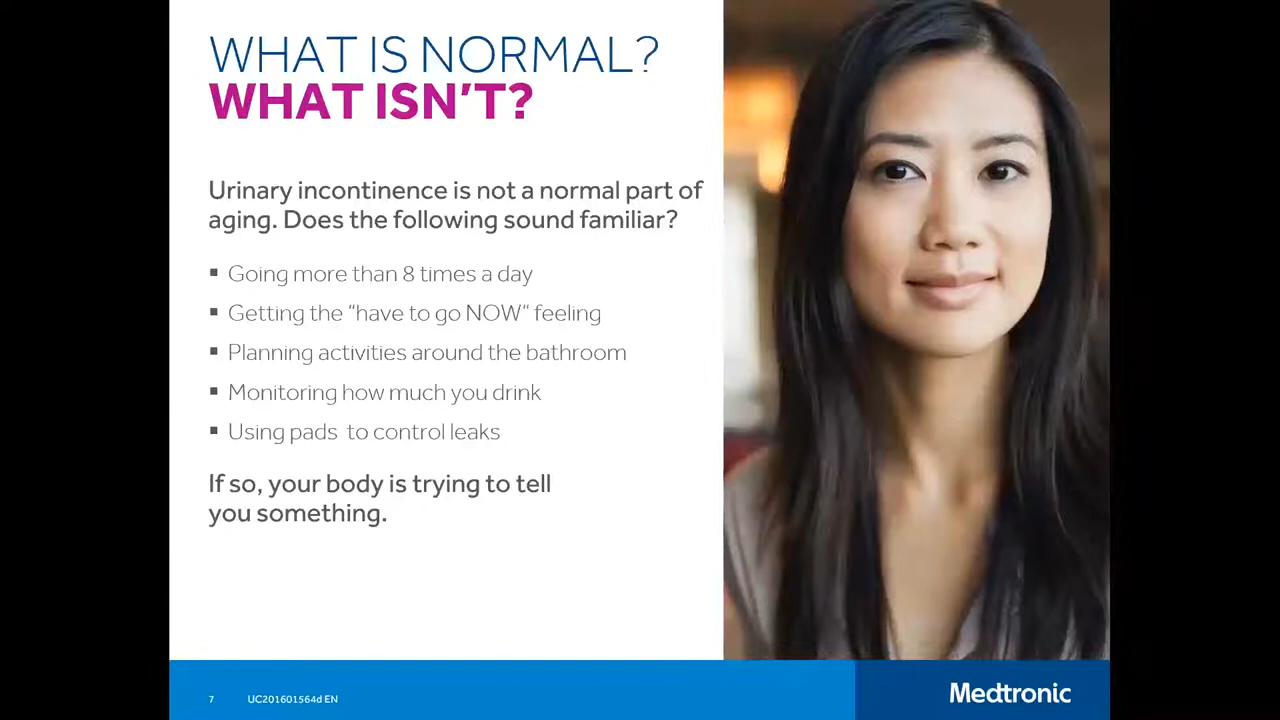 WHAT IS NORMAL?
WHAT ISN'T?
Urinary incontinence is not a normal part of
aging. Does the following sound familiar?
▪ Going more than 8 times a day
▪ Getting the “have to go NOW“ feeling
▪ Planning activities around the bathroom
▪ Monitoring how much you drink
▪ Using pads  to control leaks
If so, your body is trying to tell
you something.
7 UC201601564d EN
Medtronic